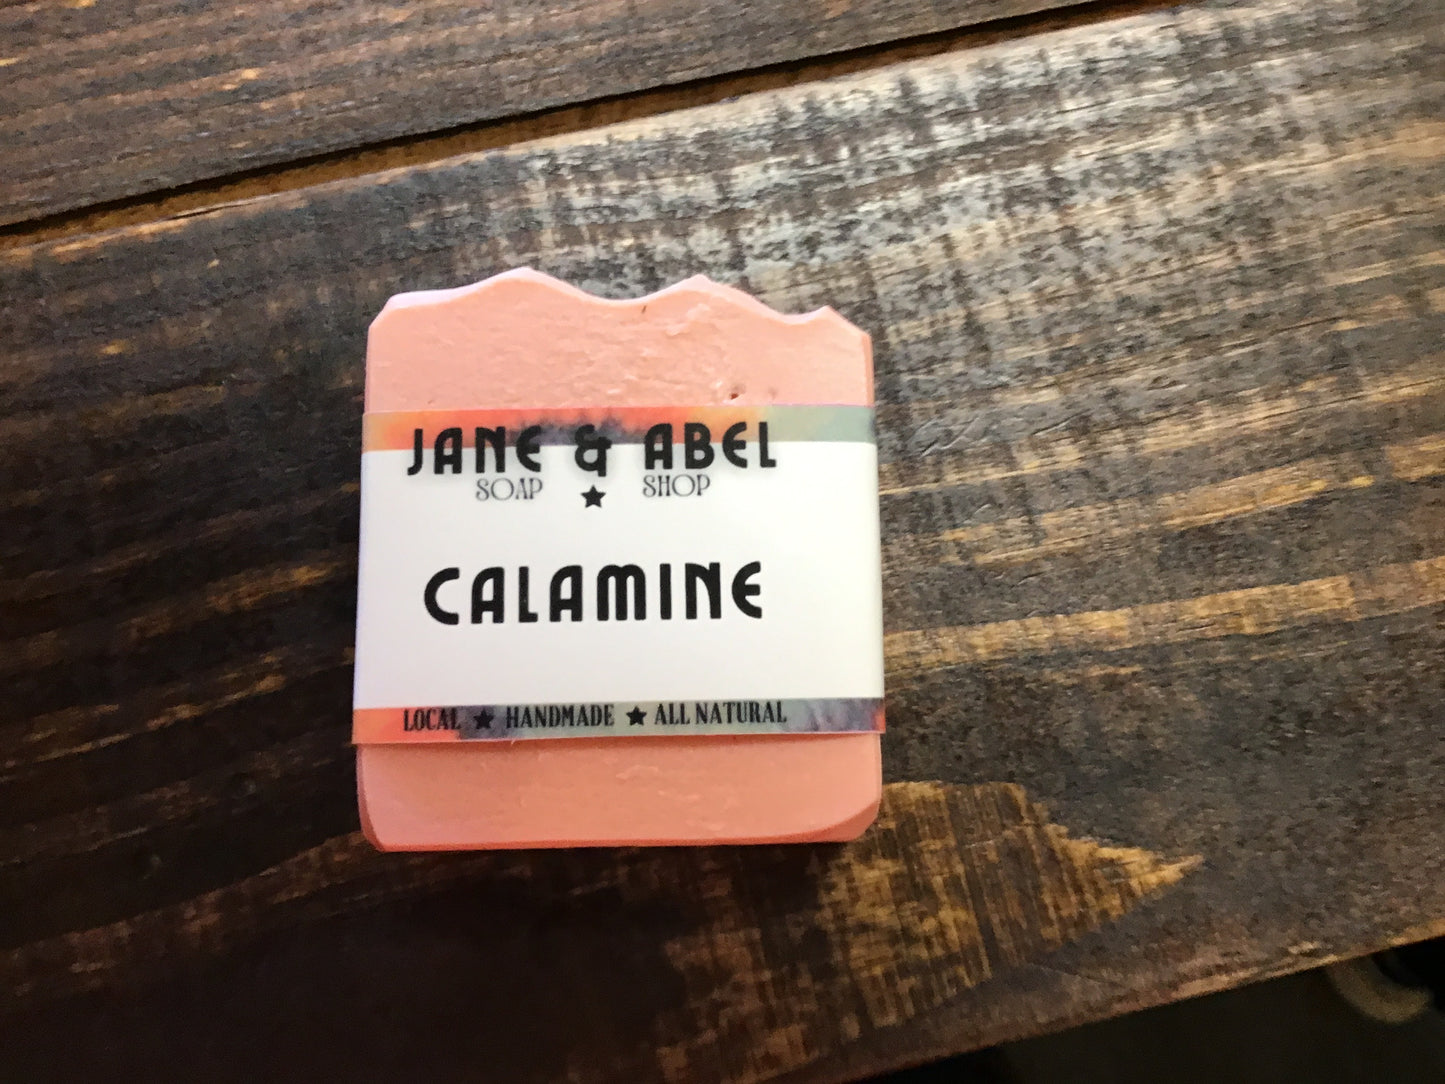 JANE & ABEL
SOAP ★ SHOP
CALAMINE
LOCAL ★ HANDMADE ★ ALL NATURAL